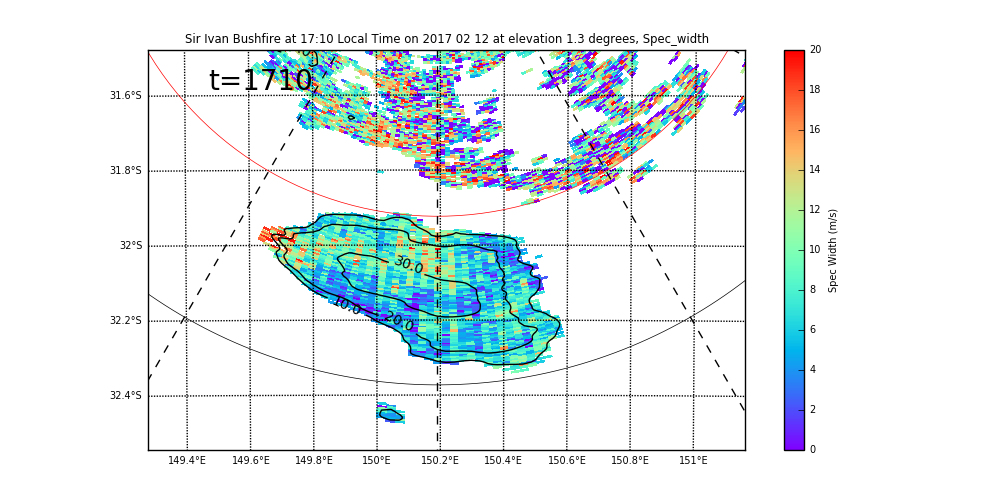 Sir Ivan Bushfire at 17:10 Local Time on 2017 02 12 at elevation 1.3 degrees, Spec_width
t=1710
31.6°S
31.8°S
32°S
32.2°S
32.4°S
30.0
10.0
20.0
149.4°E 149.6°E 149.8°E 150°E 150.2°E 150.4°E 150.6°E 150.8°E 151°E
20
18
16
14
12
10
8
6
4
2
0
Spec Width (m/s)